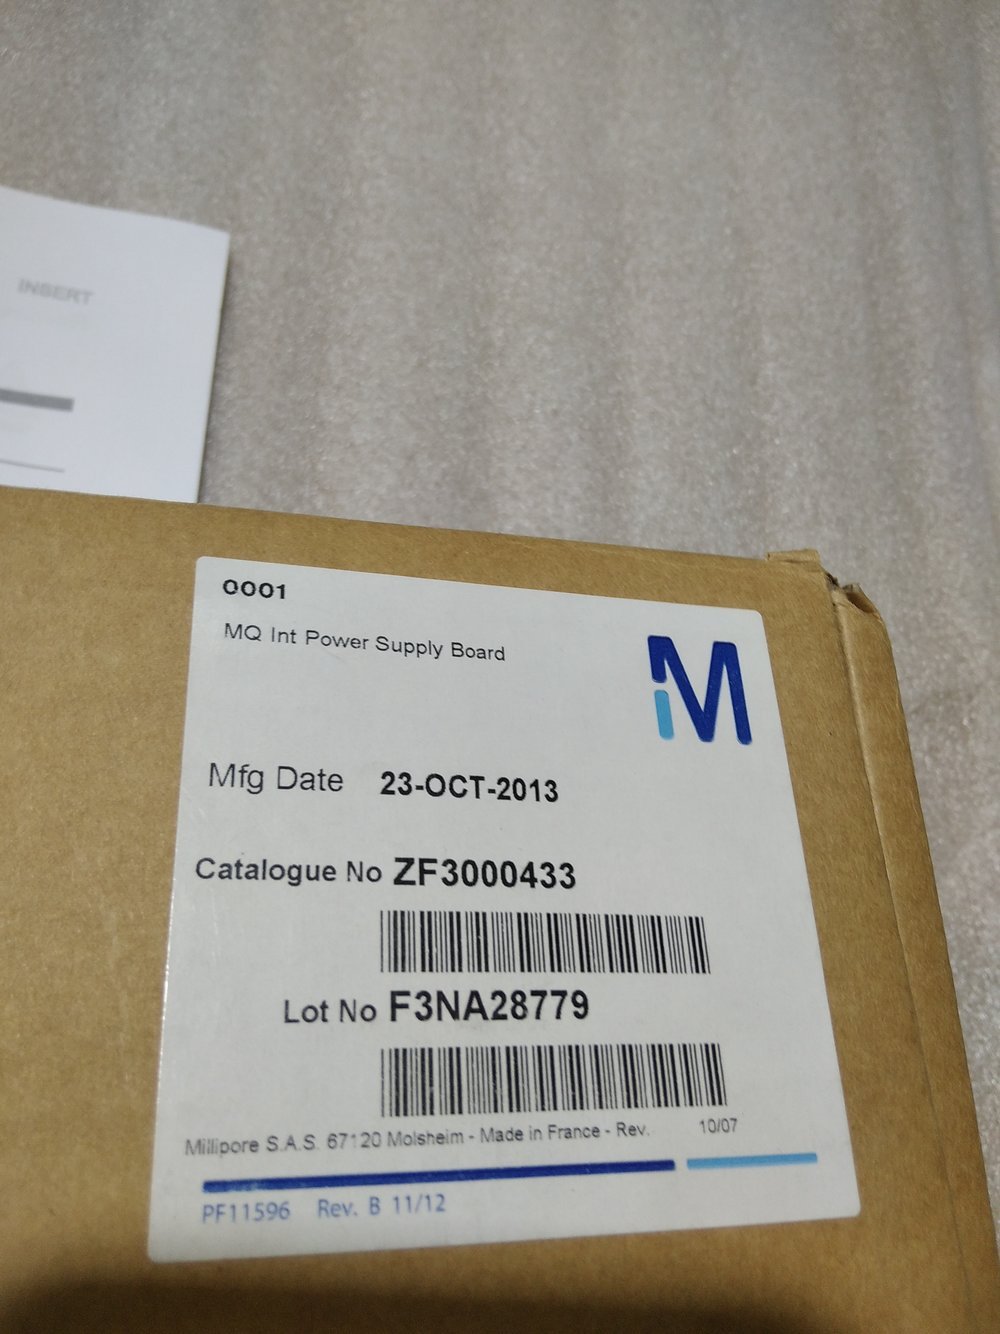 INSERT
0001
MQ Int Power Supply Board
M
Mfg Date 23-OCT-2013
Catalogue No ZF3000433
Lot No F3NA28779
Millipore S.A.S. 67120 Molsheim - Made in France - Rev. 10/07
PF11596 Rev. B 11/12